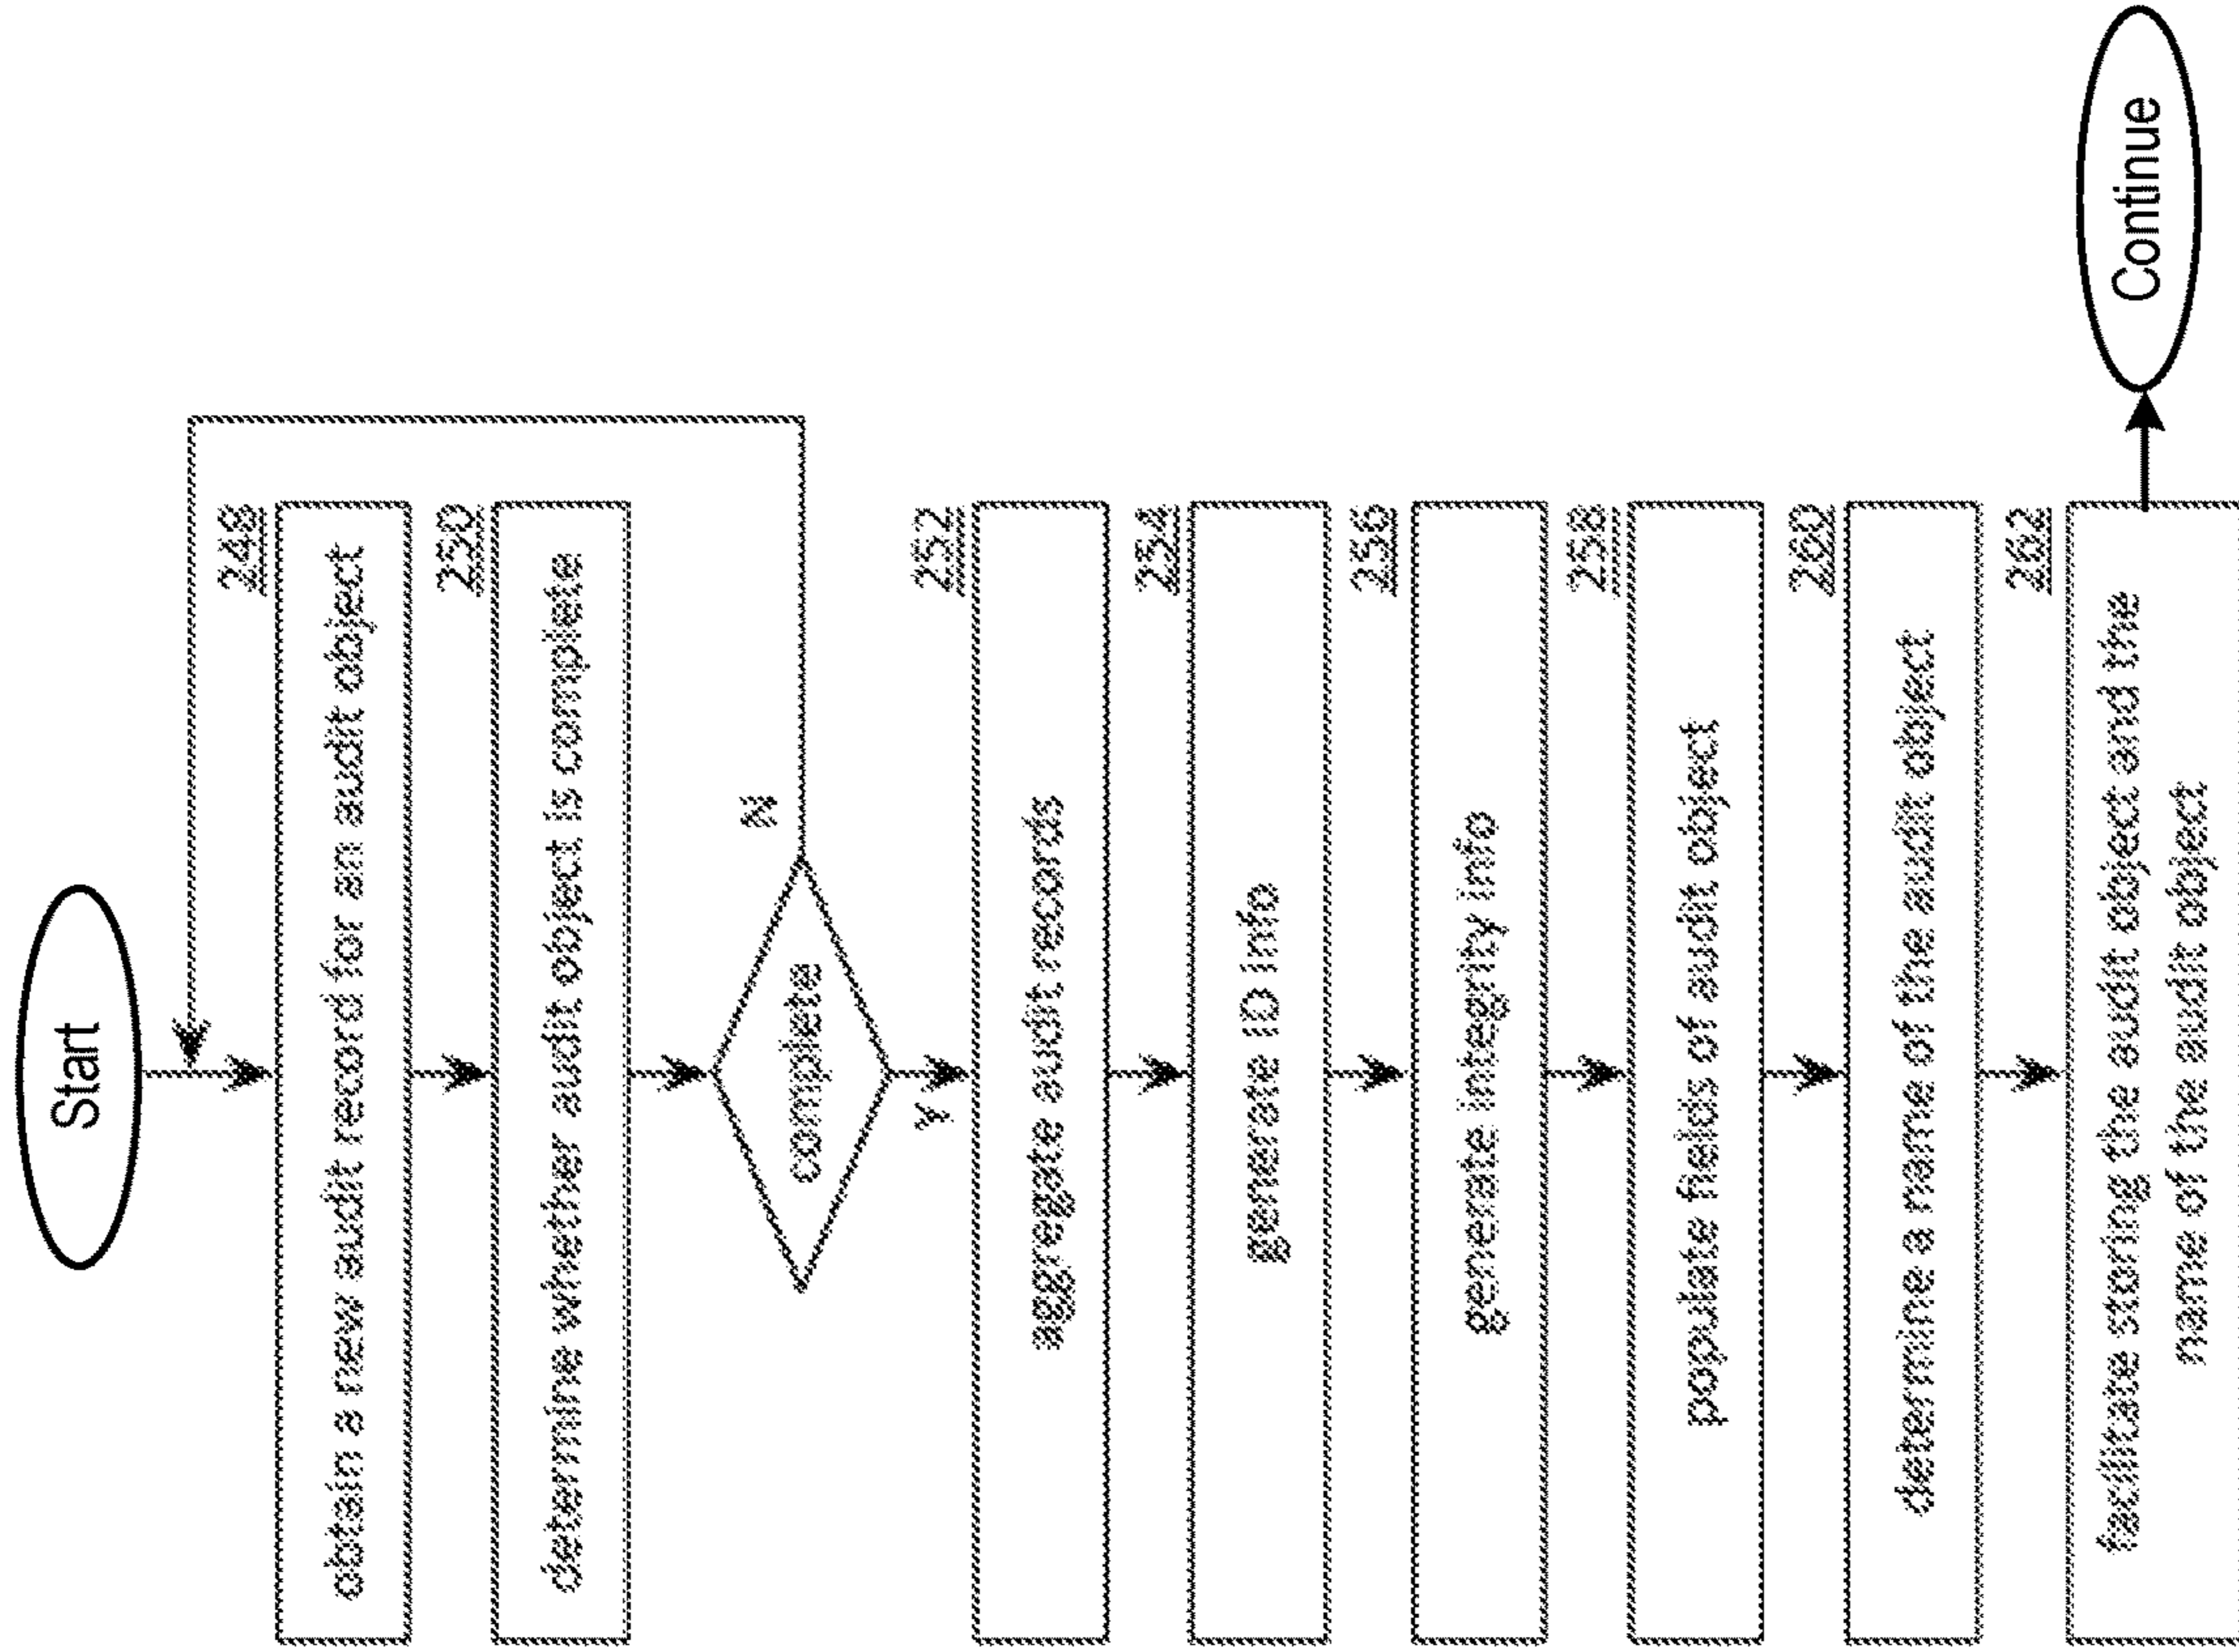 Start
248
obtain a new audit record for an audit object
250
determine whether audit object is complete
complete
N
Y
252
aggregate audit records
254
generate ID info
256
generate integrity info
258
populate fields of audit object
260
determine a name of the audit object
262
facilitate storing the audit object and the
name of the audit object
Continue